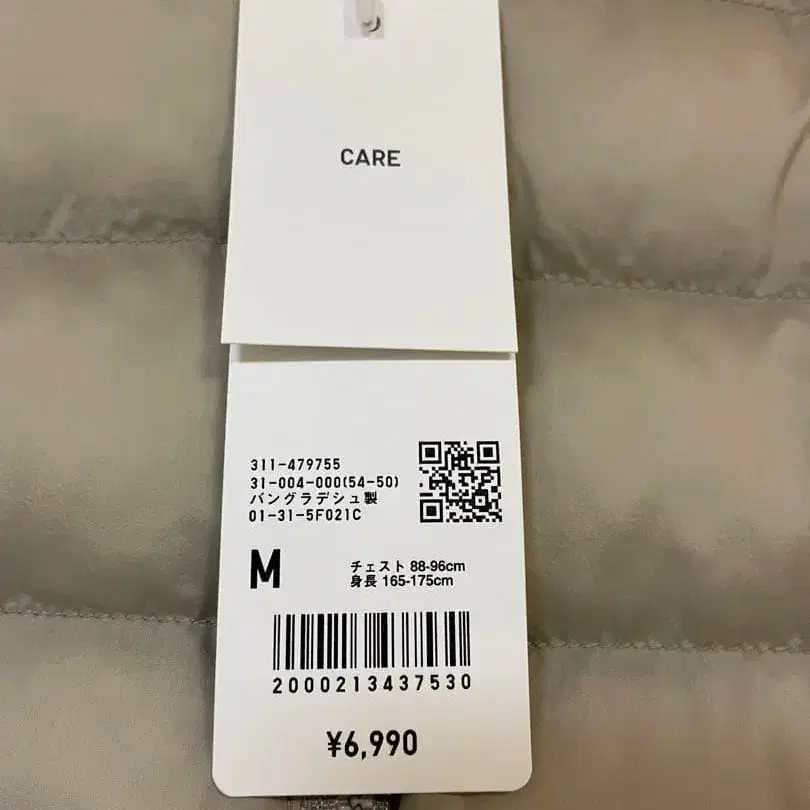 CARE
311-479755
31-004-000(54-50)
バングラデシュ製
01-31-5F021C
M
チェスト 88-96cm
身長 165-175cm
2000213437530
¥6,990